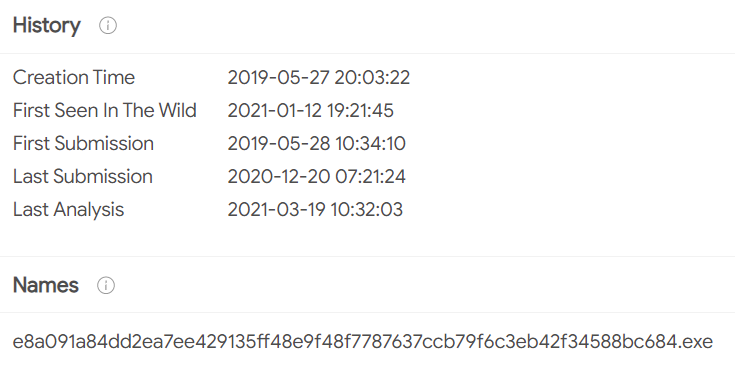 History
Creation Time 2019-05-27 20:03:22
First Seen In The Wild 2021-01-12 19:21:45
First Submission 2019-05-28 10:34:10
Last Submission 2020-12-20 07:21:24
Last Analysis 2021-03-19 10:32:03
Names
e8a091a84dd2ea7ee429135ff48e9f48f7787637ccb79f6c3eb42f34588bc684.exe